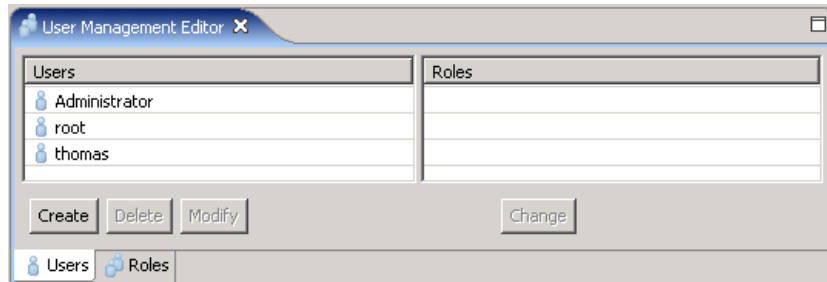 User Management Editor
Users Roles
Administrator
root
thomas
Create Delete Modify Change
Users Roles